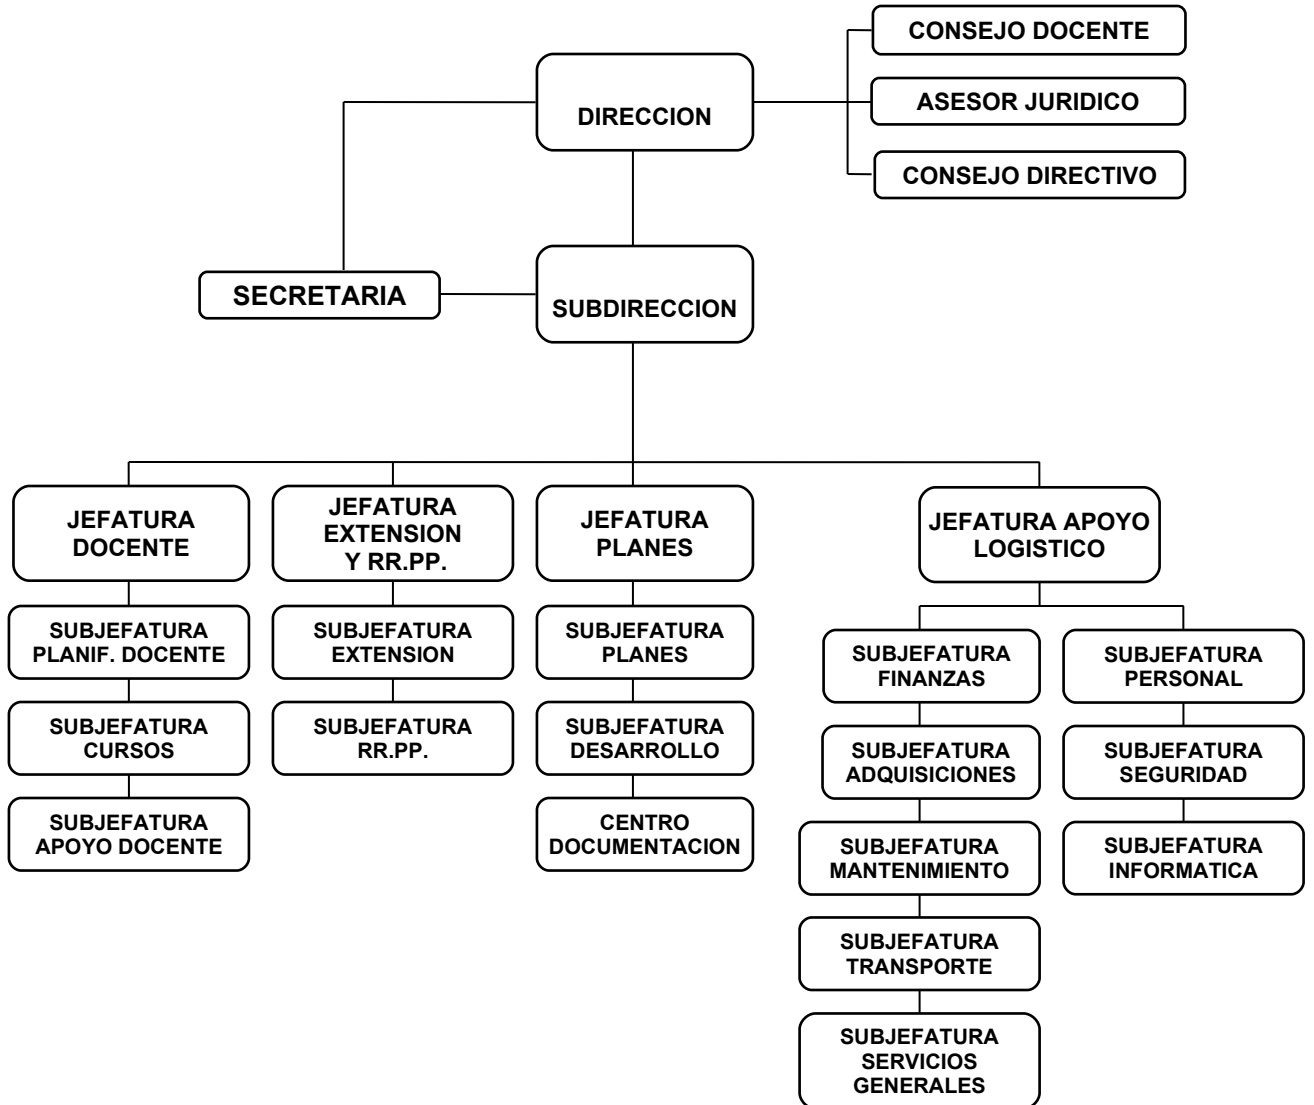 CONSEJO DOCENTE
DIRECCION
ASESOR JURIDICO
CONSEJO DIRECTIVO
SECRETARIA
SUBDIRECCION
JEFATURA
DOCENTE
JEFATURA
EXTENSION
Y RR.PP.
JEFATURA
PLANES
JEFATURA APOYO
LOGISTICO
SUBJEFATURA
PLANIF. DOCENTE
SUBJEFATURA
CURSOS
SUBJEFATURA
APOYO DOCENTE
SUBJEFATURA
EXTENSION
SUBJEFATURA
RR.PP.
SUBJEFATURA
PLANES
SUBJEFATURA
DESARROLLO
CENTRO
DOCUMENTACION
SUBJEFATURA
FINANZAS
SUBJEFATURA
ADQUISICIONES
SUBJEFATURA
MANTENIMIENTO
SUBJEFATURA
TRANSPORTE
SUBJEFATURA
SERVICIOS
GENERALES
SUBJEFATURA
PERSONAL
SUBJEFATURA
SEGURIDAD
SUBJEFATURA
INFORMATICA